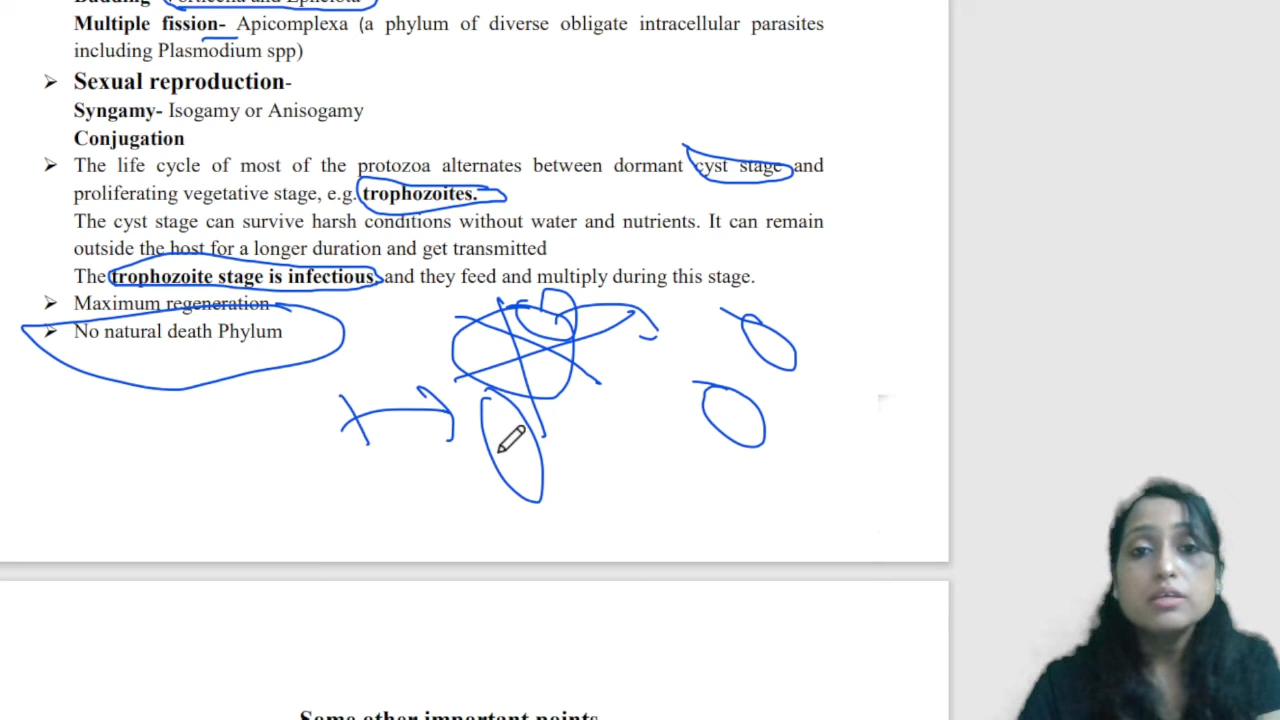 Budding
Multiple fission- Apicomplexa (a phylum of diverse obligate intracellular parasites
including Plasmodium spp)
➢ Sexual reproduction-
Syngamy- Isogamy or Anisogamy
Conjugation
➢ The life cycle of most of the protozoa alternates between dormant cyst stage and
proliferating vegetative stage, e.g. trophozoites.
The cyst stage can survive harsh conditions without water and nutrients. It can remain
outside the host for a longer duration and get transmitted
The trophozoite stage is infectious and they feed and multiply during this stage.
➢ Maximum regeneration
➢ No natural death Phylum
Some other important points